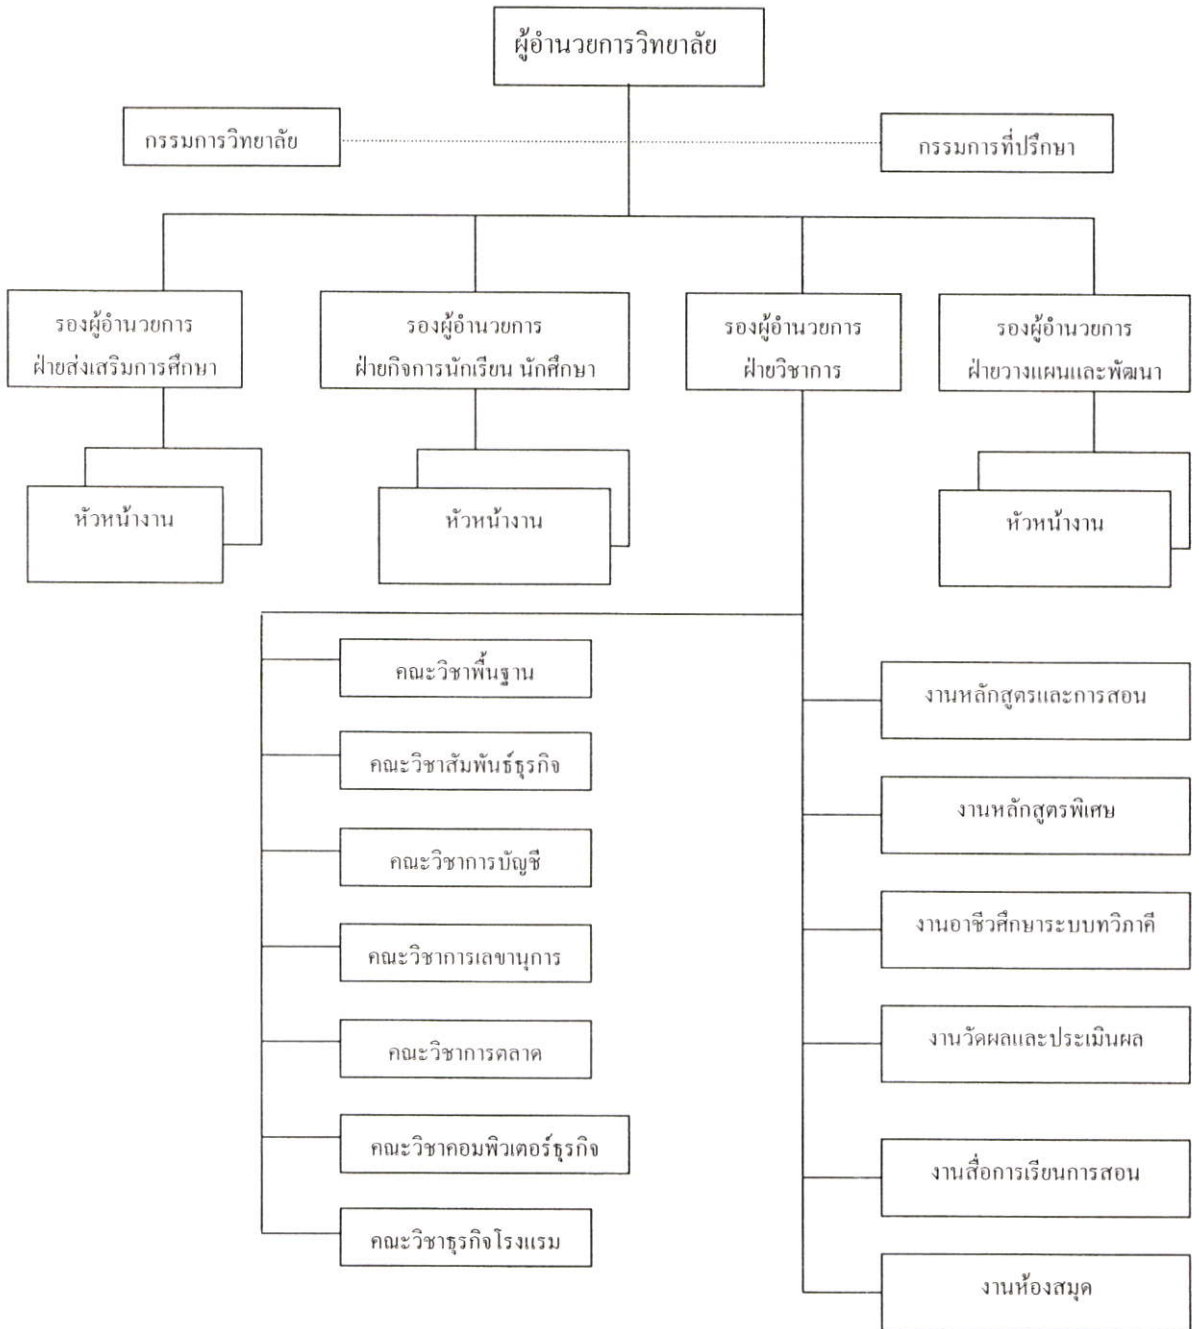 ผู้อำนวยการวิทยาลัย
กรรมการวิทยาลัย
กรรมการที่ปรึกษา
รองผู้อำนวยการ
ฝ่ายส่งเสริมการศึกษา
รองผู้อำนวยการ
ฝ่ายกิจการนักเรียน นักศึกษา
รองผู้อำนวยการ
ฝ่ายวิชาการ
รองผู้อำนวยการ
ฝ่ายวางแผนและพัฒนา
หัวหน้างาน
หัวหน้างาน
หัวหน้างาน
คณะวิชาพื้นฐาน
คณะวิชาสัมพันธ์ธุรกิจ
คณะวิชาการบัญชี
คณะวิชาการเลขานุการ
คณะวิชาการตลาด
คณะวิชาคอมพิวเตอร์ธุรกิจ
คณะวิชาธุรกิจโรงแรม
งานหลักสูตรและการสอน
งานหลักสูตรพิเศษ
งานอาชีวศึกษาระบบทวิภาคี
งานวัดผลและประเมินผล
งานสื่อการเรียนการสอน
งานห้องสมุด